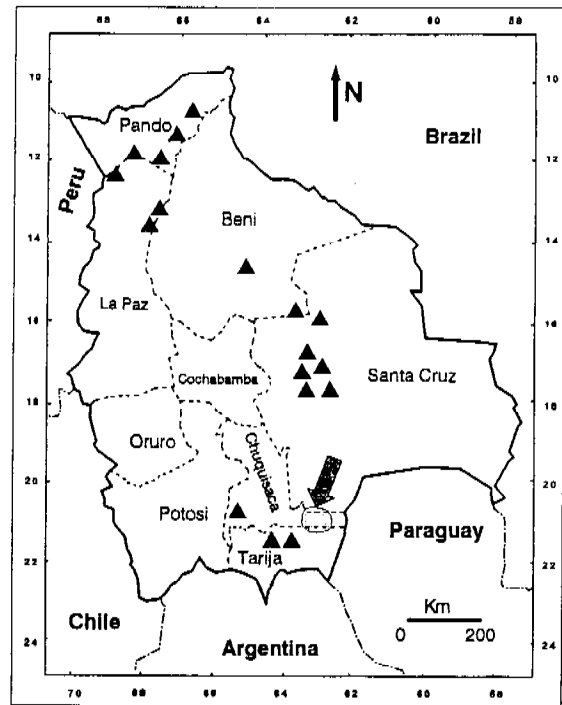 68 66 64 62 60 58
10 10
N
Pando
Brazil
12 12
Peru
Beni
14 14
La Paz
16 16
Santa Cruz
Cochabamba
18 18
Oruro
Chuquisaca
20 20
Potosi
Paraguay
Tarija
22 22
Km
Chile
0 200
Argentina
24 24
70 68 66 64 62 60 58